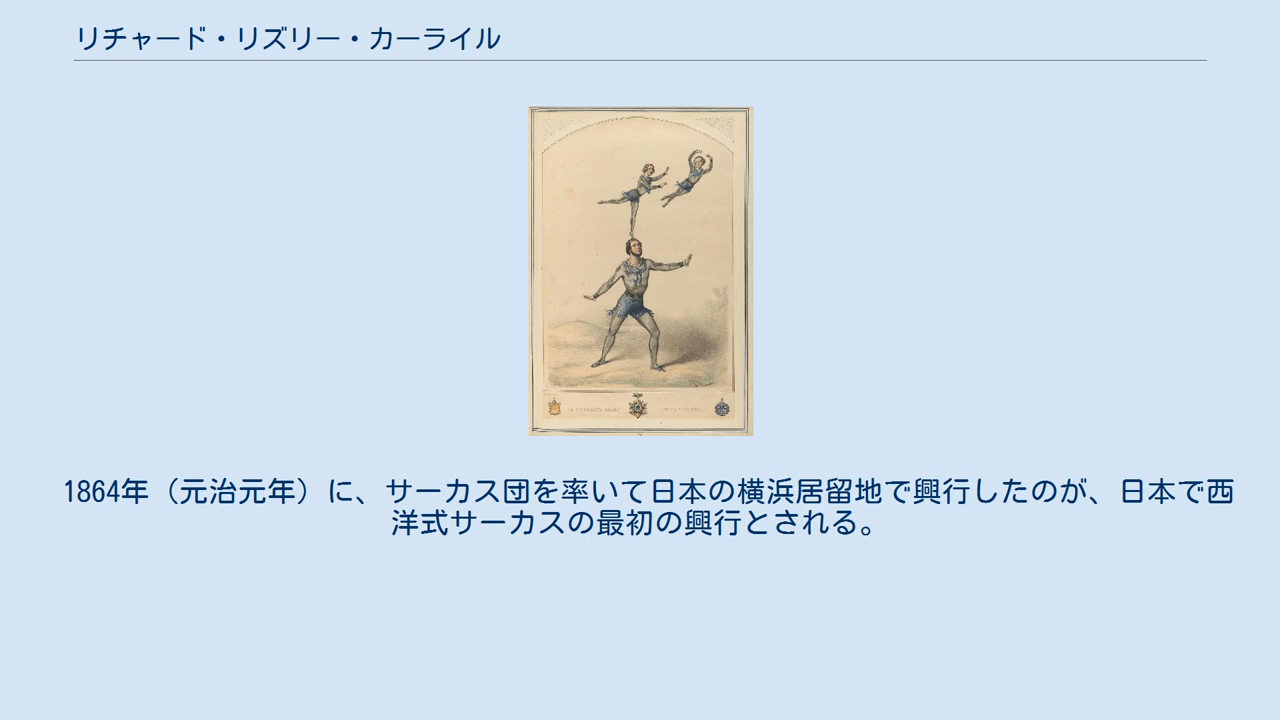 リチャード・リズリー・カーライル
1864年（元治元年）に、サーカス団を率いて日本の横浜居留地で興行したのが、日本で西
洋式サーカスの最初の興行とされる。